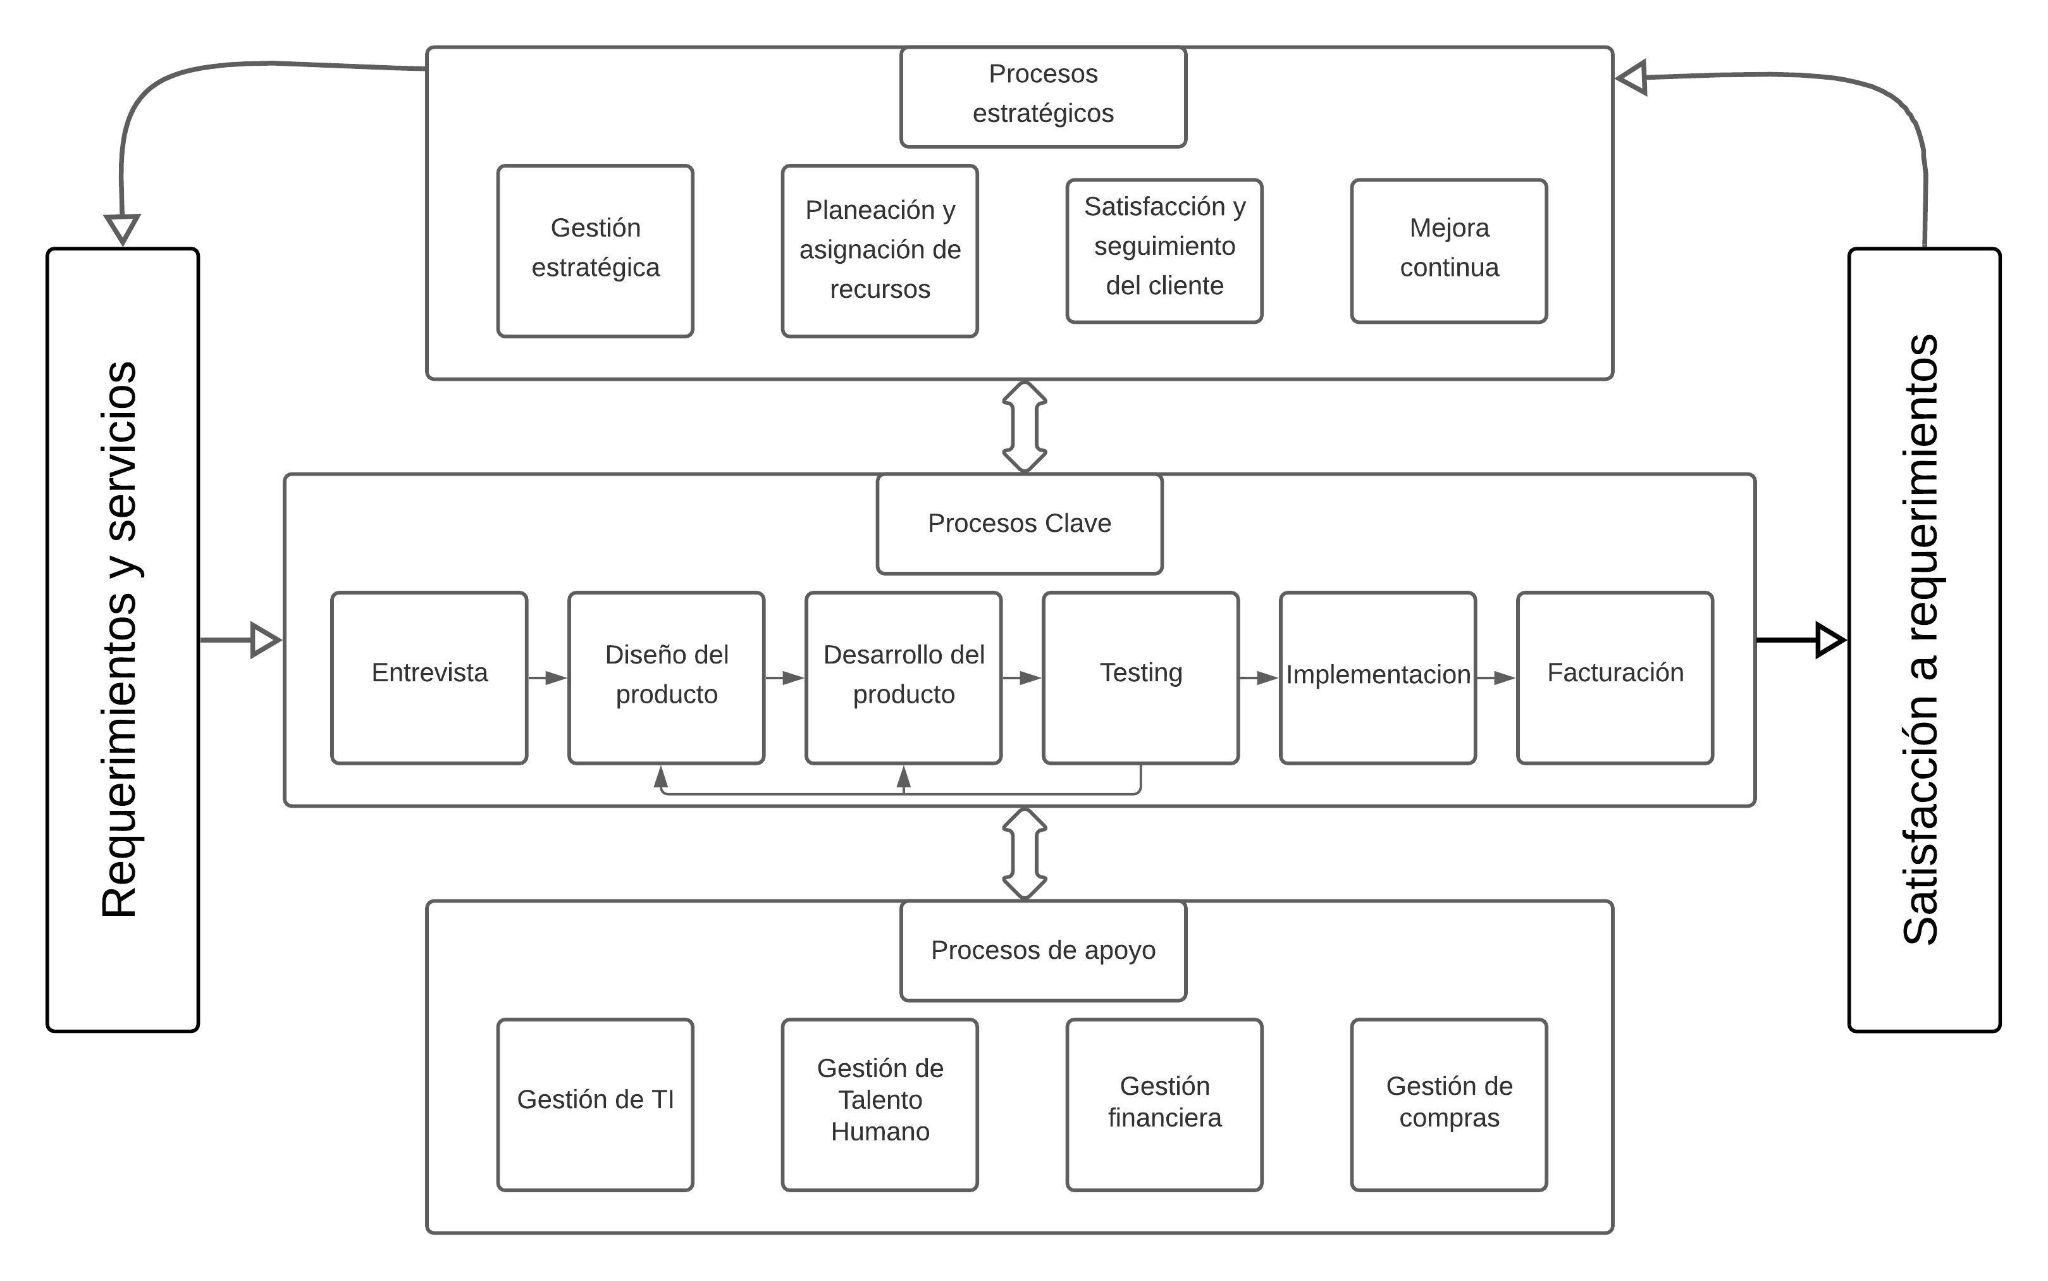 Procesos
estratégicos
Gestión
estratégica
Planeación y
asignación de
recursos
Satisfacción y
seguimiento
del cliente
Mejora
continua
Requerimientos y servicios
Procesos Clave
Entrevista
Diseño del
producto
Desarrollo del
producto
Testing
Implementacion
Facturación
Satisfacción a requerimientos
Procesos de apoyo
Gestión de TI
Gestión de
Talento
Humano
Gestión
financiera
Gestión de
compras